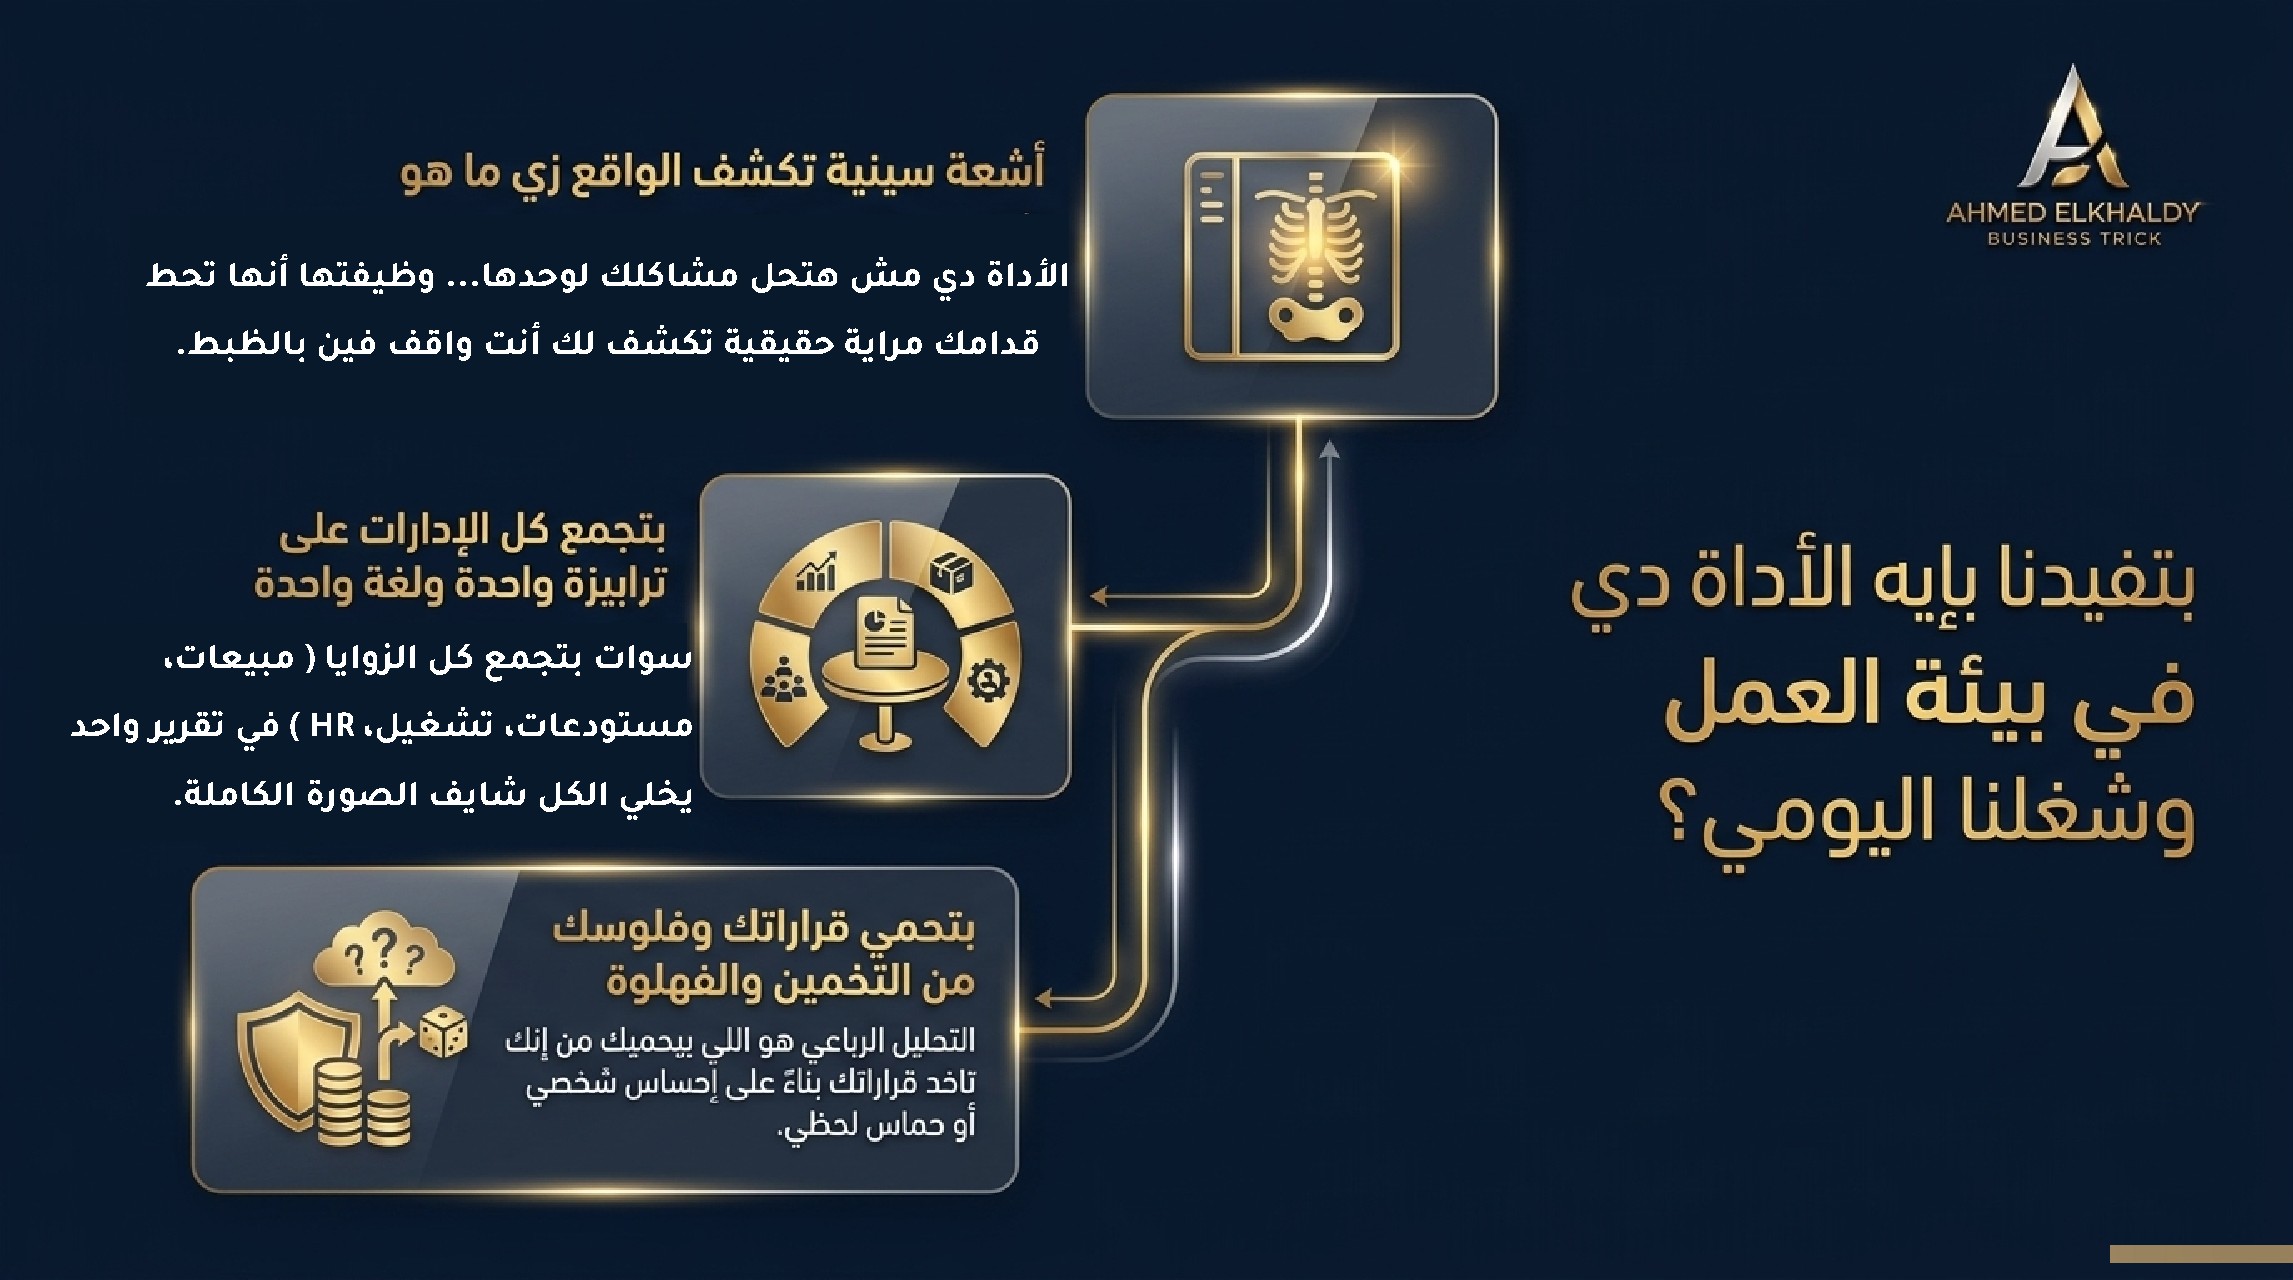 AHMED ELKHALDY
BUSINESS TRICK
بتفيدنا بإيه الأداة دي
في بيئة العمل
وشغلنا اليومي؟
أشعة سينية تكشف الواقع زي ما هو
الأداة دي مش هتحل مشاكلك لوحدها... وظيفتها أنها تحط
قدامك مراية حقيقية تكشف لك أنت واقف فين بالظبط.
بتجمع كل الإدارات على
ترابيزة واحدة ولغة واحدة
سوات بتجمع كل الزوايا ( مبيعات،
مستودعات، تشغيل، HR ) في تقرير واحد
يخلي الكل شايف الصورة الكاملة.
بتحمي قراراتك وفلوسك
من التخمين والفهلوة
التحليل الرباعي هو اللي بيحميك من إنك
تاخد قراراتك بناءً على إحساس شخصي
أو حماس لحظي.
? ? ?